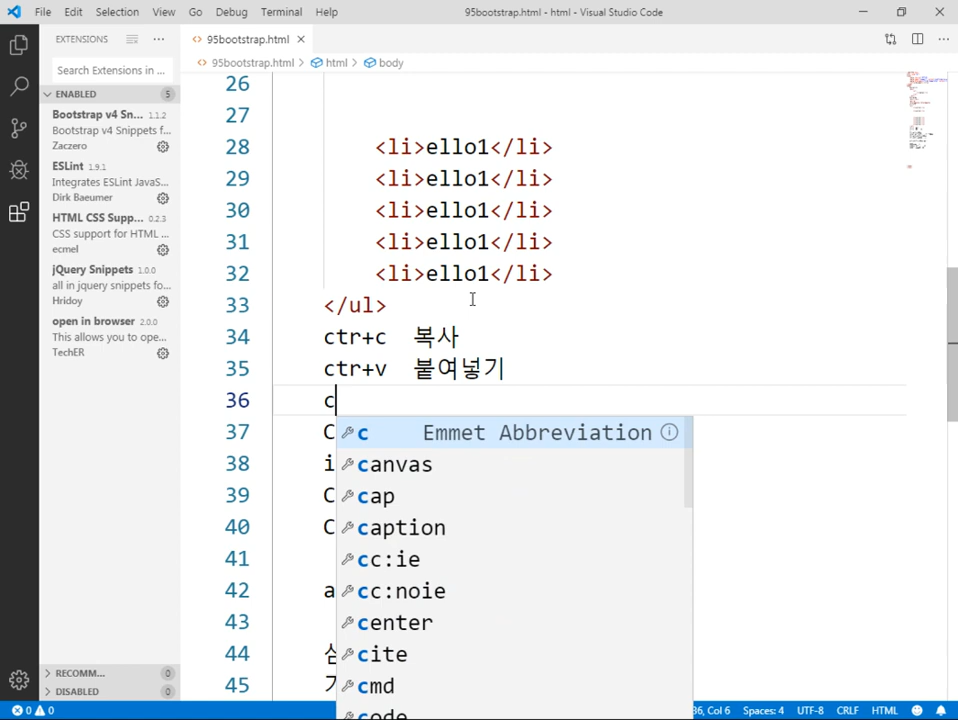 File Edit Selection View Go Debug Terminal Help 95bootstrap.html - html - Visual Studio Code
EXTENSIONS
95bootstrap.html
Search Extensions in ...
95bootstrap.html > html > body
ENABLED 5
Bootstrap v4 Sn... 1.1.2
Bootstrap v4 Snippets f...
Zaczero
ESLint 1.9.1
Integrates ESLint JavaS...
Dirk Baeumer
HTML CSS Supp... 0.2.3
CSS support for HTML ...
ecmel
jQuery Snippets 1.0.0
all in jquery snippets fo...
Hridoy
open in browser 2.0.0
This allows you to ope...
TechER
RECOMM... 0
DISABLED 0
26
27
28 <li>ello1</li>
29 <li>ello1</li>
30 <li>ello1</li>
31 <li>ello1</li>
32 <li>ello1</li>
33 </ul>
34 ctr+c 복사
35 ctr+v 붙여넣기
36 c
37 C
38 i
39 C
40 C
41
42 a
43
44
45
c Emmet Abbreviation
canvas
cap
caption
cc:ie
cc:noie
center
cite
cmd
code
0 0
36, Col 6 Spaces: 4 UTF-8 CRLF HTML